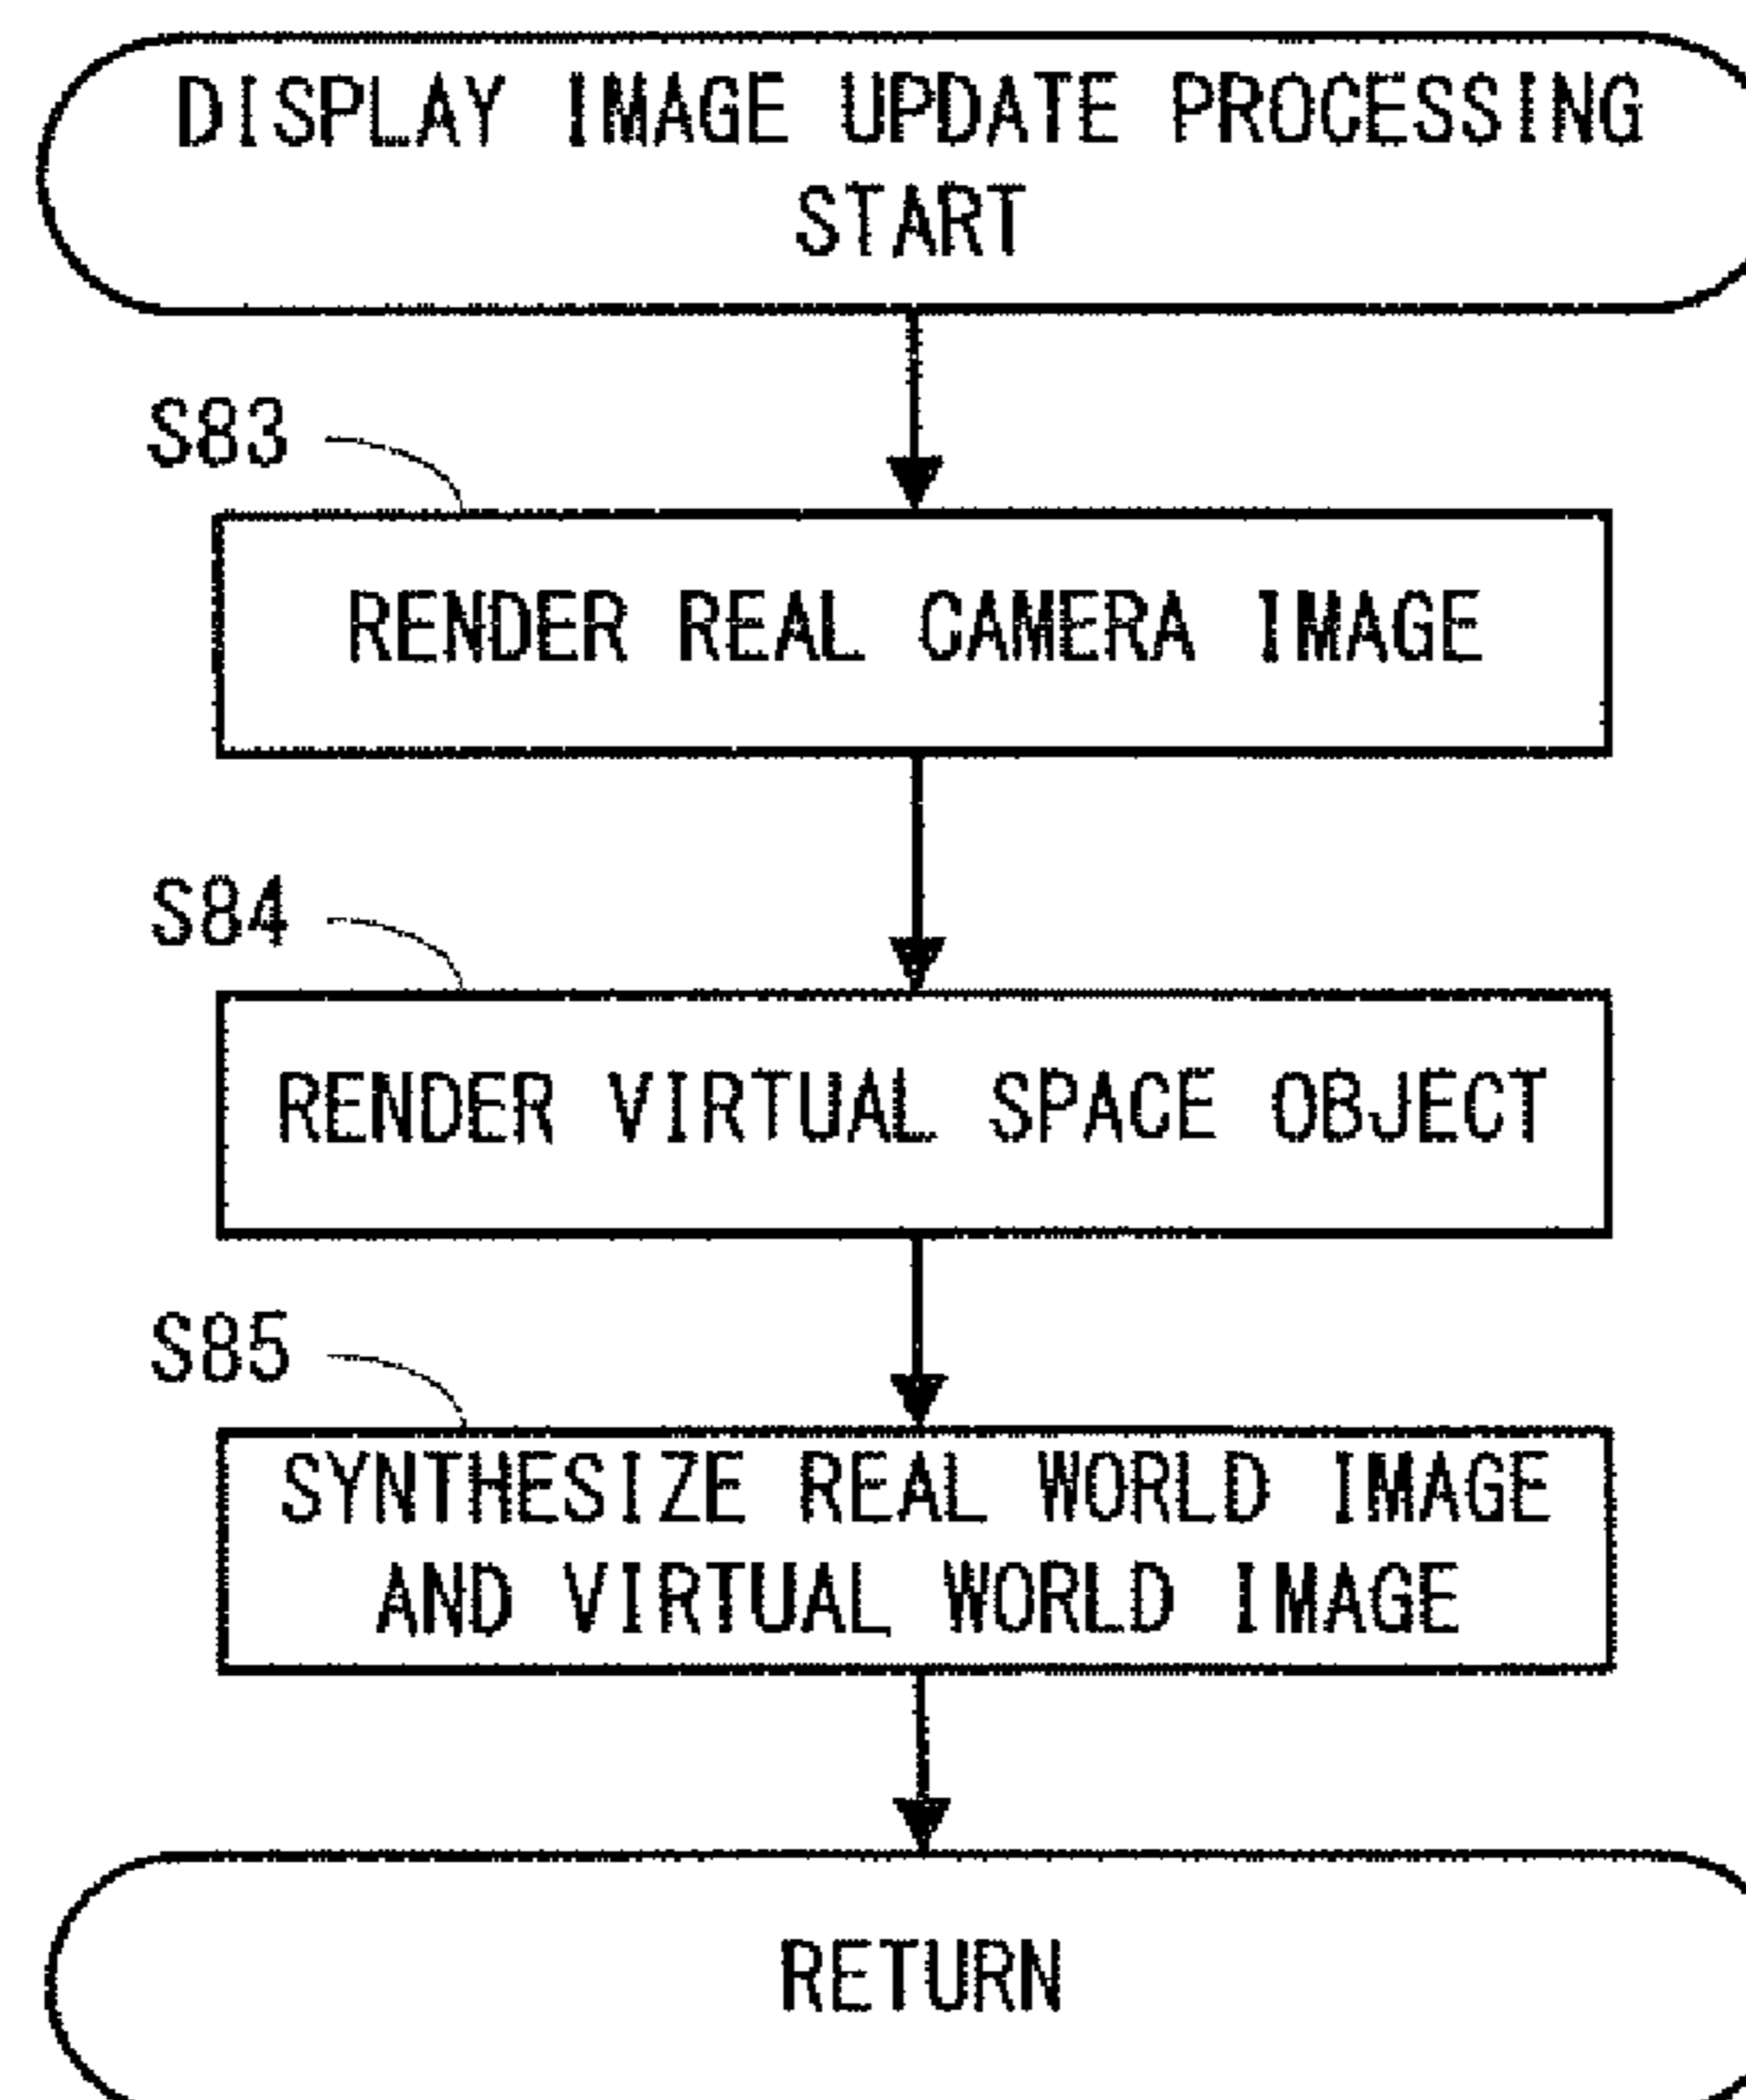 DISPLAY IMAGE UPDATE PROCESSING
START
S83
RENDER REAL CAMERA IMAGE
S84
RENDER VIRTUAL SPACE OBJECT
S85
SYNTHESIZE REAL WORLD IMAGE
AND VIRTUAL WORLD IMAGE
RETURN